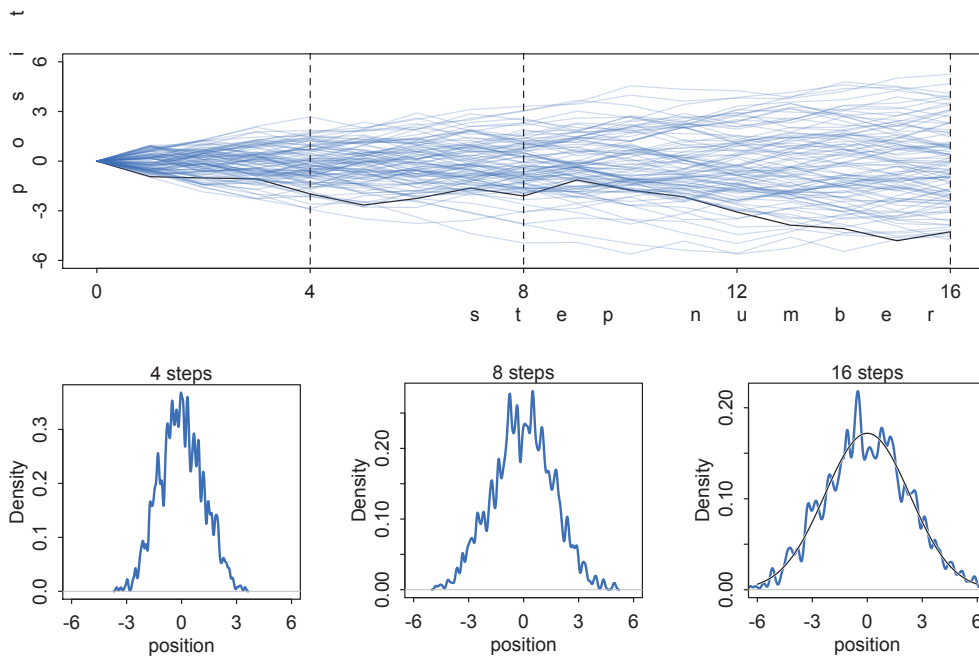 p o s i t
6
3
0
-3
-6
0 4 8 12 16
s t e p n u m b e r
4 steps 8 steps 16 steps
Density
0.0 0.1 0.2 0.3
-6 -3 0 3 6
position
Density
0.00 0.10 0.20
-6 -3 0 3 6
position
Density
0.00 0.10 0.20
-6 -3 0 3 6
position